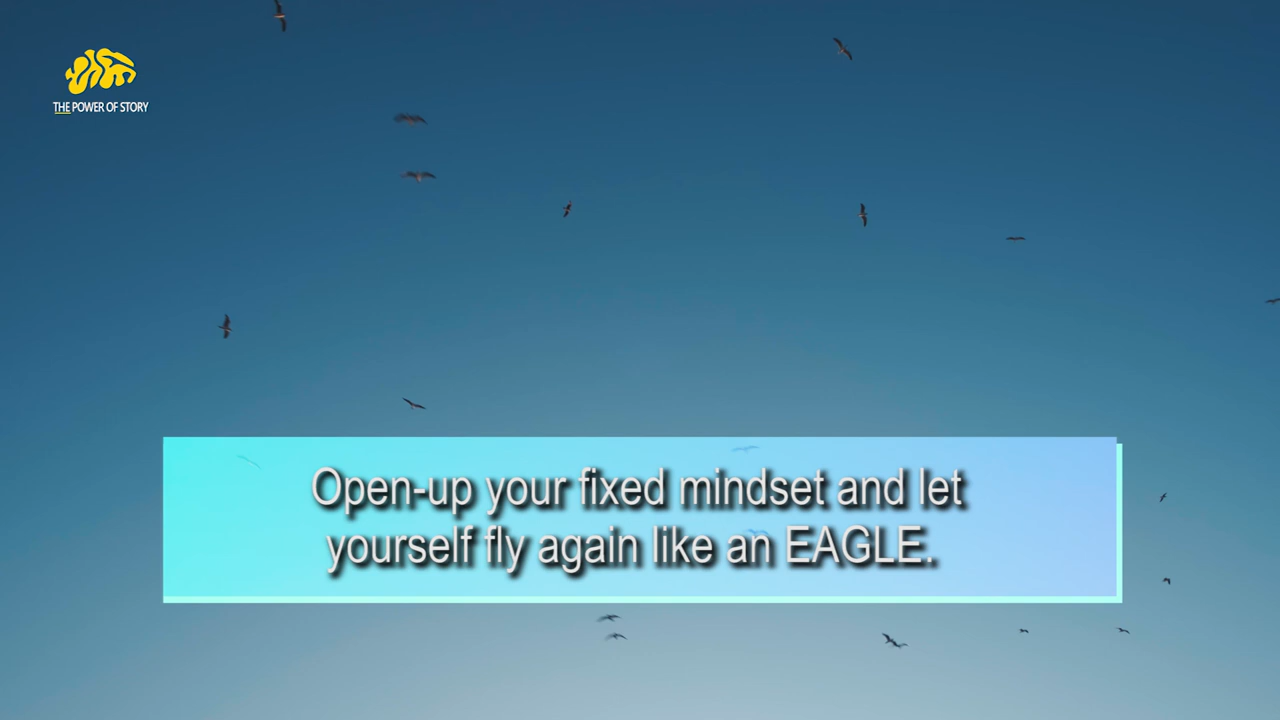 THE POWER OF STORY
Open-up your fixed mindset and let
yourself fly again like an EAGLE.